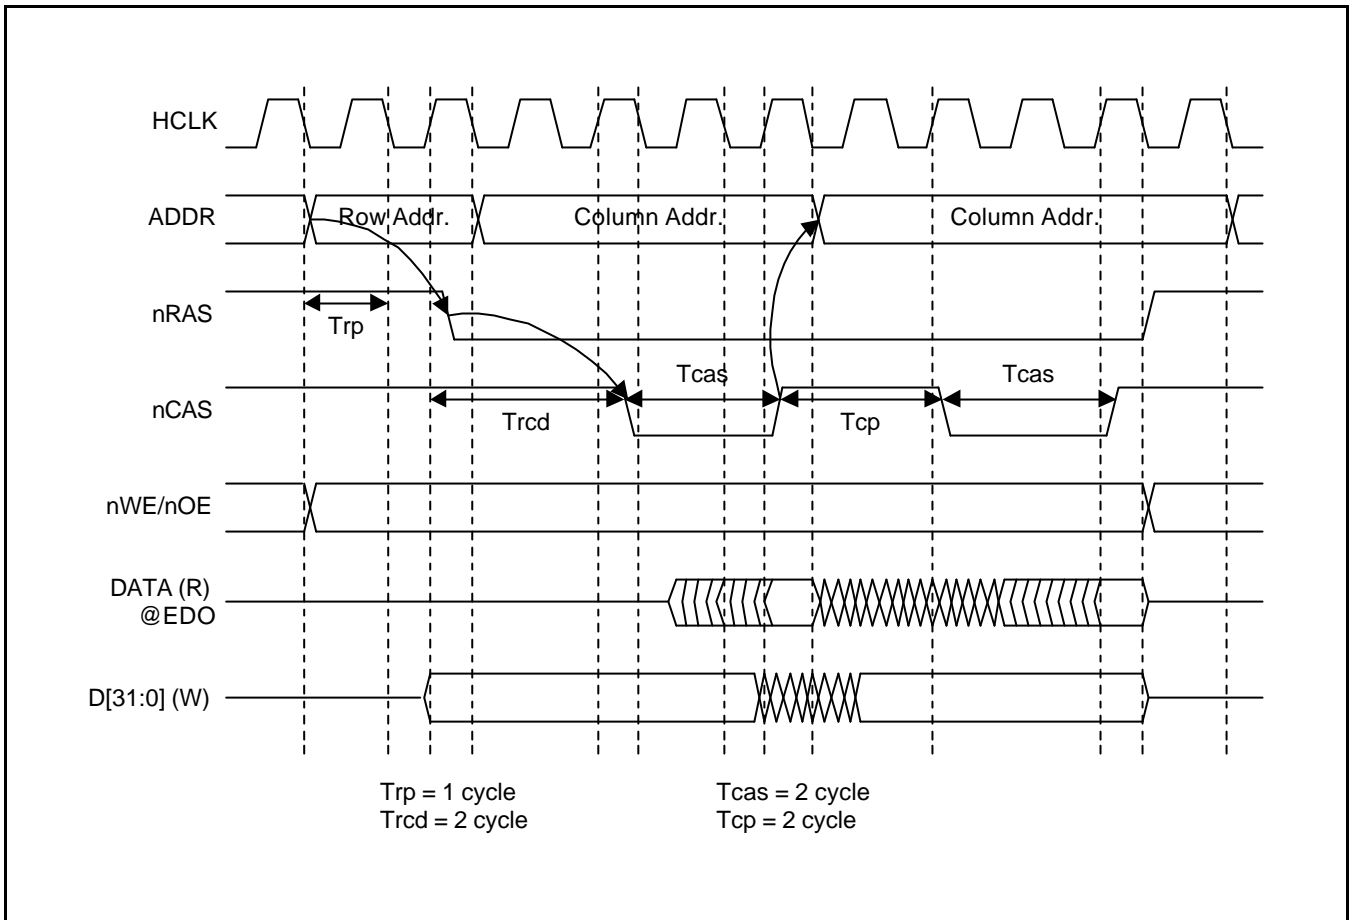 HCLK
ADDR
Row Addr.
Column Addr.
Column Addr.
nRAS
Trp
nCAS
Trcd
Tcas
Tcp
Tcas
nWE/nOE
DATA (R)
@EDO
D[31:0] (W)
Trp = 1 cycle
Trcd = 2 cycle
Tcas = 2 cycle
Tcp = 2 cycle